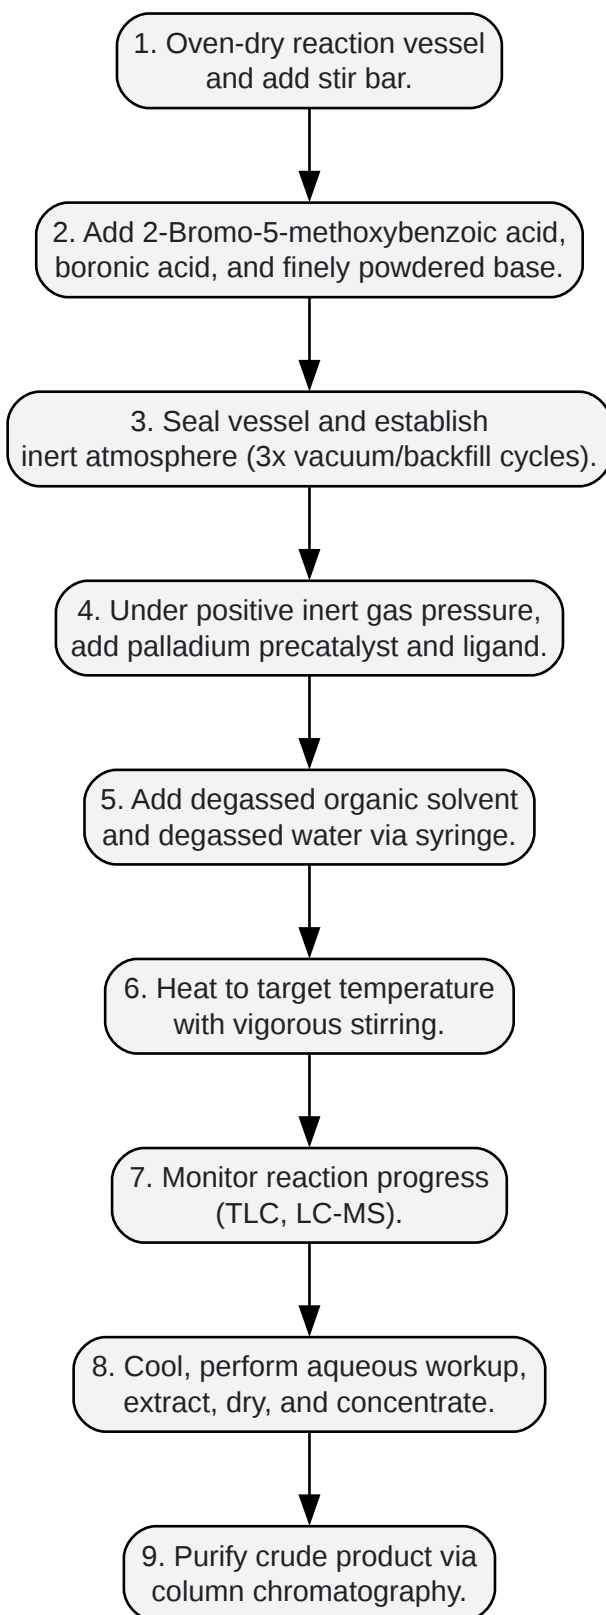 1. Oven-dry reaction vessel
and add stir bar.
2. Add 2-Bromo-5-methoxybenzoic acid,
boronic acid, and finely powdered base.
3. Seal vessel and establish
inert atmosphere (3x vacuum/backfill cycles).
4. Under positive inert gas pressure,
add palladium precatalyst and ligand.
5. Add degassed organic solvent
and degassed water via syringe.
6. Heat to target temperature
with vigorous stirring.
7. Monitor reaction progress
(TLC, LC-MS).
8. Cool, perform aqueous workup,
extract, dry, and concentrate.
9. Purify crude product via
column chromatography.